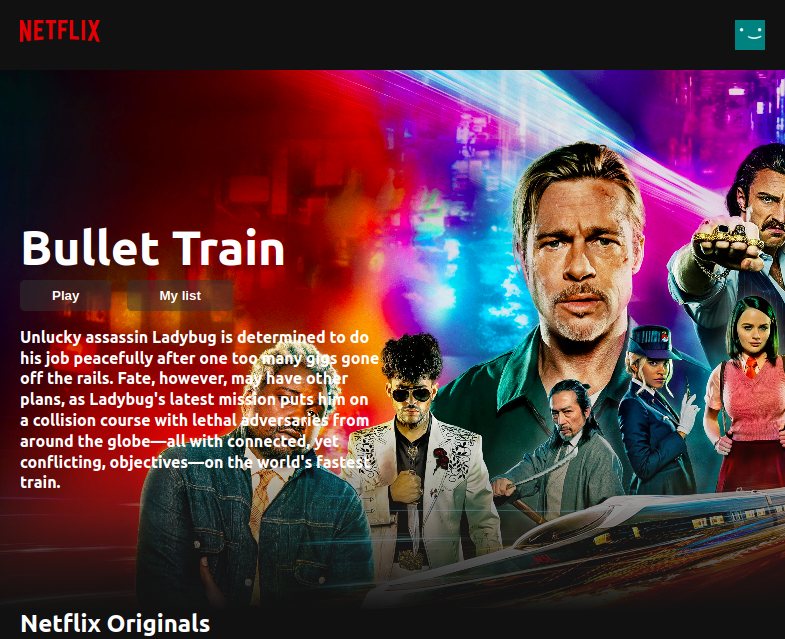 NETFLIX
Bullet Train
Play
My list
Unlucky assassin Ladybug is determined to do
his job peacefully after one too many gigs gone
off the rails. Fate, however, may have other
plans, as Ladybug's latest mission puts him on
a collision course with lethal adversaries from
around the globe—all with connected, yet
conflicting, objectives—on the world's fastest
train.
Netflix Originals